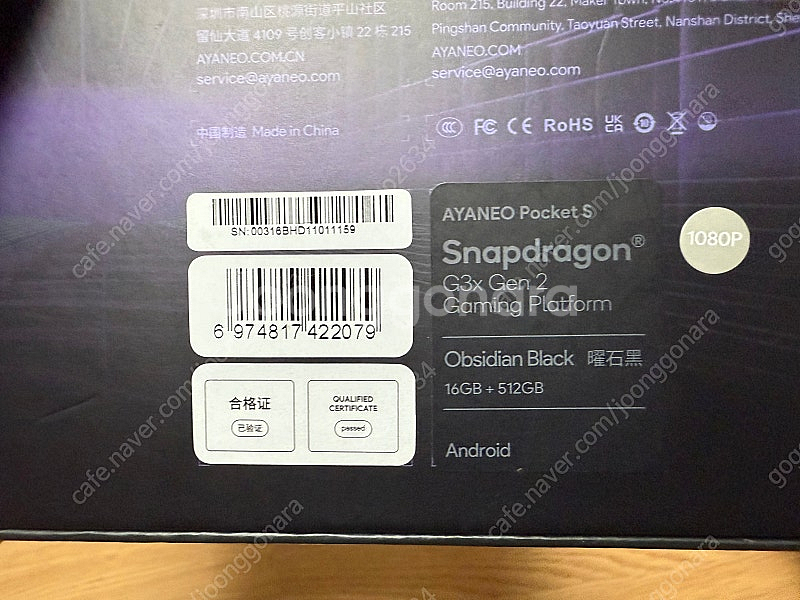 深圳市南山区桃源街道平山社区
留仙大道 4109 号创客小镇 22 栋 215
AYANEO.COM.CN
service@ayaneo.com
Room 215, Building 22, Maker Town,
Pingshan Community, Taoyuan Street, Nanshan District,
AYANEO.COM
service@ayaneo.com
中国制造 Made in China
CCC FC CE RoHS UK CA 10
SN:00316BHD11011159
6 974817 422079
合格证
已验证
QUALIFIED
CERTIFICATE
passed
AYANEO Pocket S
Snapdragon®
G3x Gen 2
Gaming Platform
Obsidian Black 曜石黑
16GB + 512GB
Android
1080P
joonggonara
cafe.naver.com/joonggonara